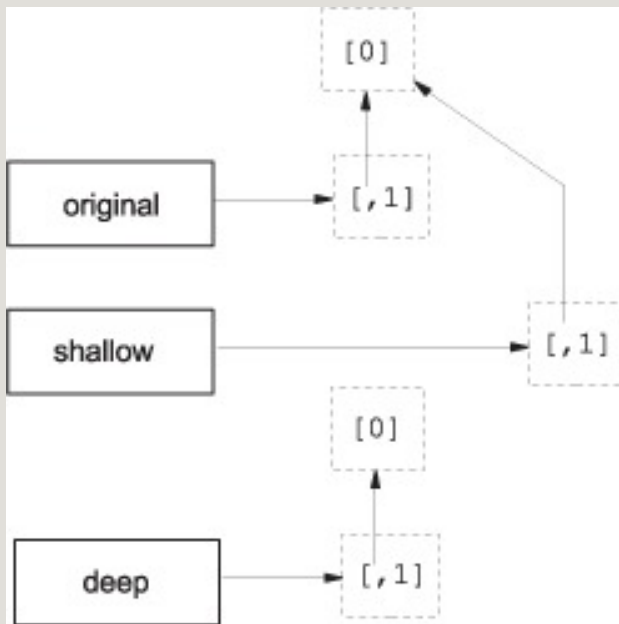 [0]
original
[,1]
shallow
[,1]
[0]
deep
[,1]